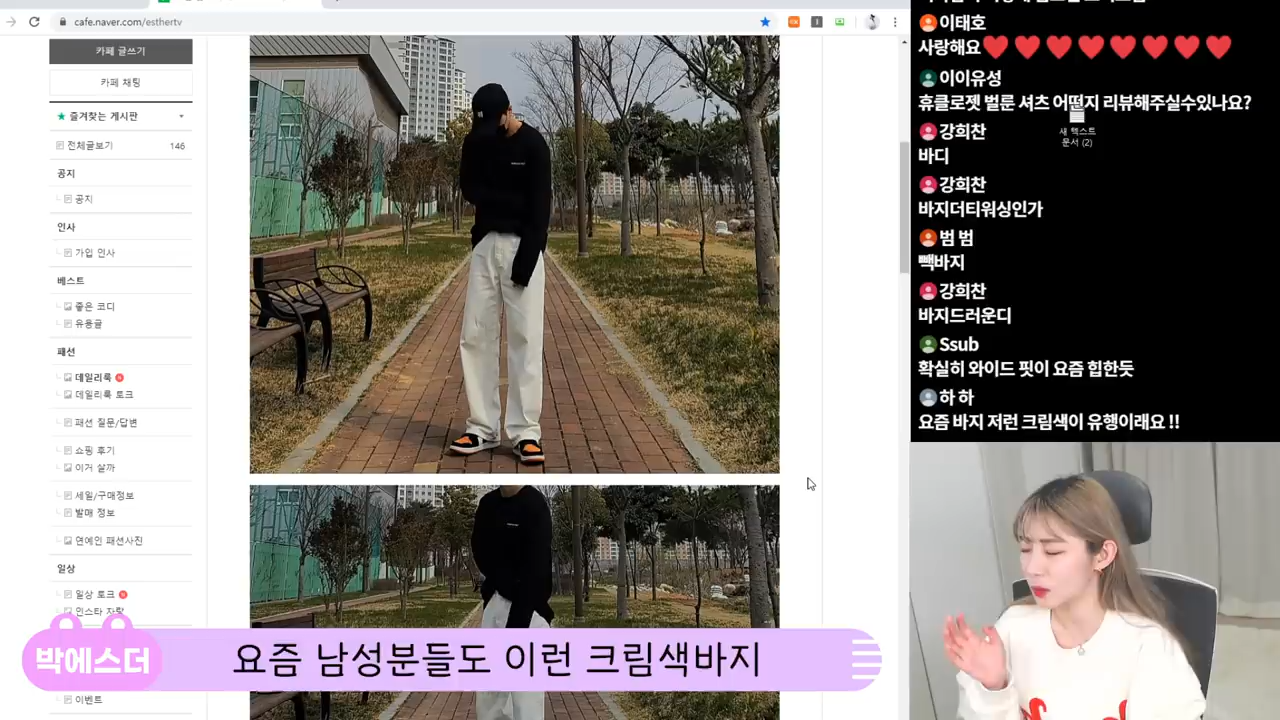 cafe.naver.com/esthertv
카페 글쓰기
카페 채팅
즐겨찾는 게시판
전체글보기 146
공지
공지
인사
가입 인사
베스트
좋은 코디
유용글
패션
데일리룩
데일리룩 토크
패션 질문/답변
쇼핑 후기
이거 살까
세일/구매정보
발매 정보
연예인 패션사진
일상
일상 토크
인스타 자랑
이벤트
이태호
사랑해요
이이유성
휴클로젯 벌룬 셔츠 어떨지 리뷰해주실수있나요?
새 텍스트
문서 (2)
강희찬
바디
강희찬
바지더티워싱인가
범 범
빽바지
강희찬
바지드러운디
Ssub
확실히 와이드 핏이 요즘 힙한듯
하 하
요즘 바지 저런 크림색이 유행이래요 !!
박에스더
요즘 남성분들도 이런 크림색바지